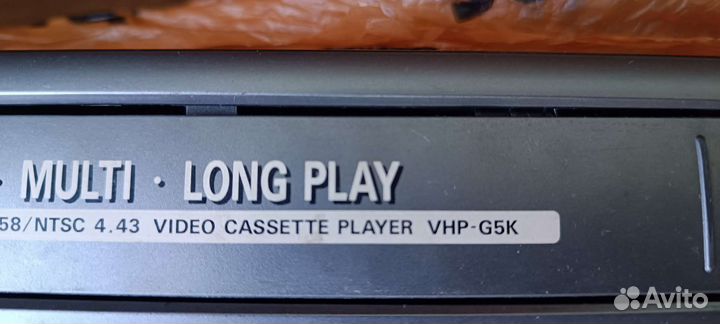 · MULTI · LONG PLAY
58/NTSC 4.43 VIDEO CASSETTE PLAYER VHP-G5K
Avito